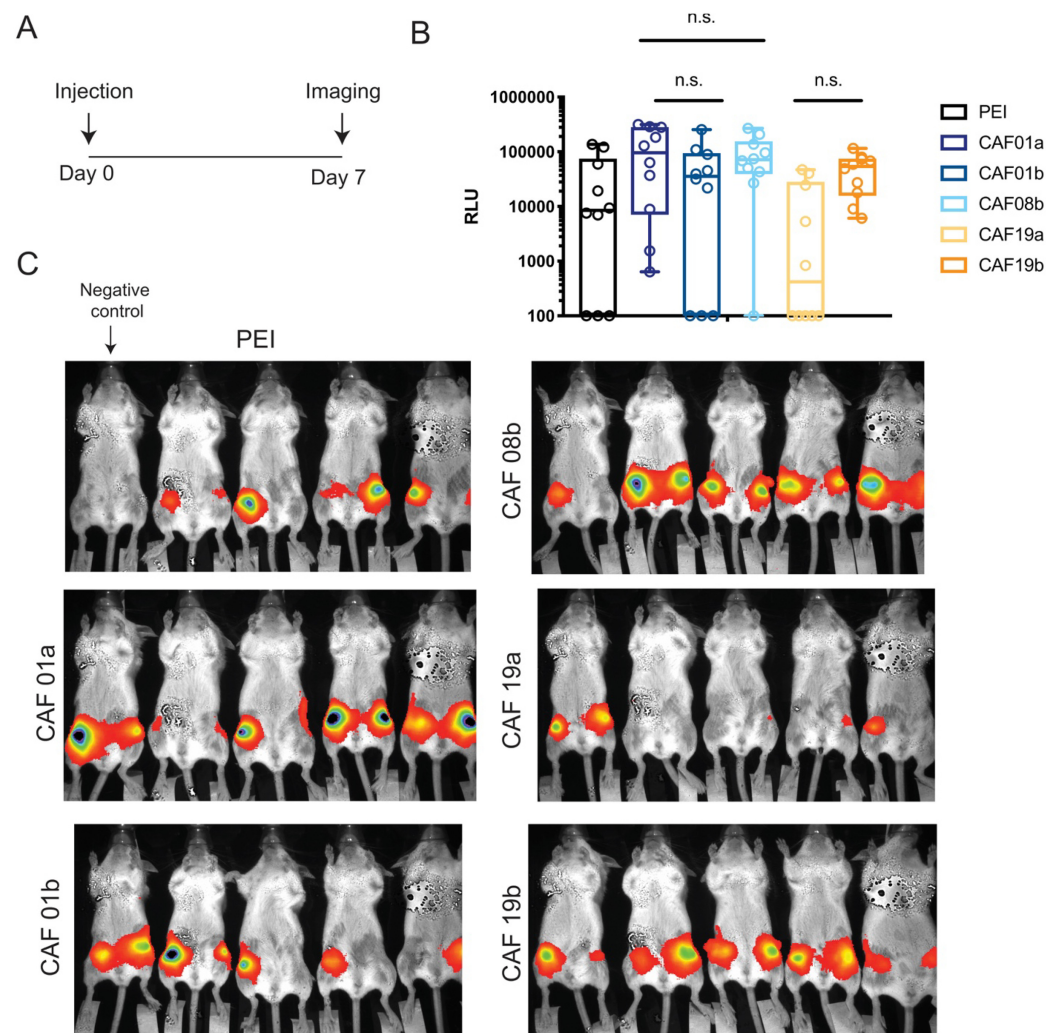 A
Injection
Imaging
Day 0
Day 7
B
n.s.
n.s.
n.s.
1000000
100000
10000
1000
100
RLU
PEI
CAF01a
CAF01b
CAF08b
CAF19a
CAF19b
C
Negative
control
PEI
CAF 08b
CAF 01a
CAF 19a
CAF 01b
CAF 19b